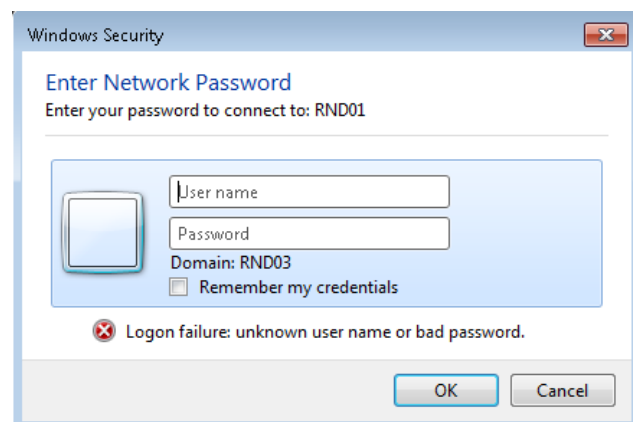 Windows Security
Enter Network Password
Enter your password to connect to: RND01
User name
Password
Domain: RND03
Remember my credentials
Logon failure: unknown user name or bad password.
OK
Cancel